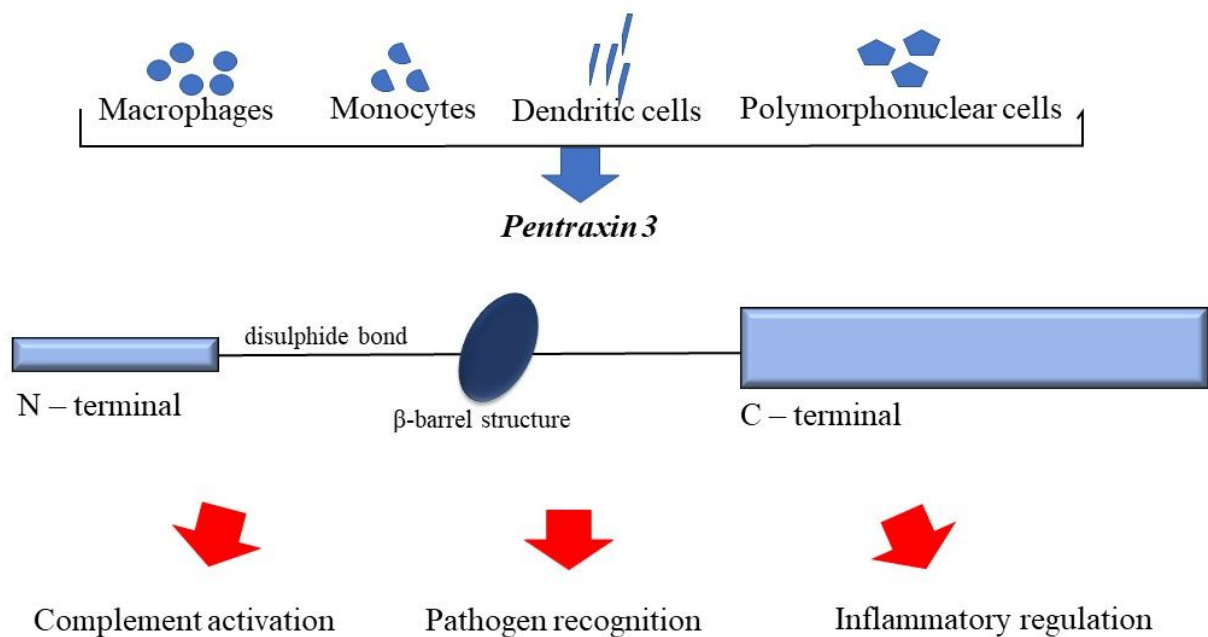 Macrophages
Monocytes
Dendritic cells
Polymorphonuclear cells
Pentraxin 3
disulphide bond
N – terminal
β-barrel structure
C – terminal
Complement activation
Pathogen recognition
Inflammatory regulation